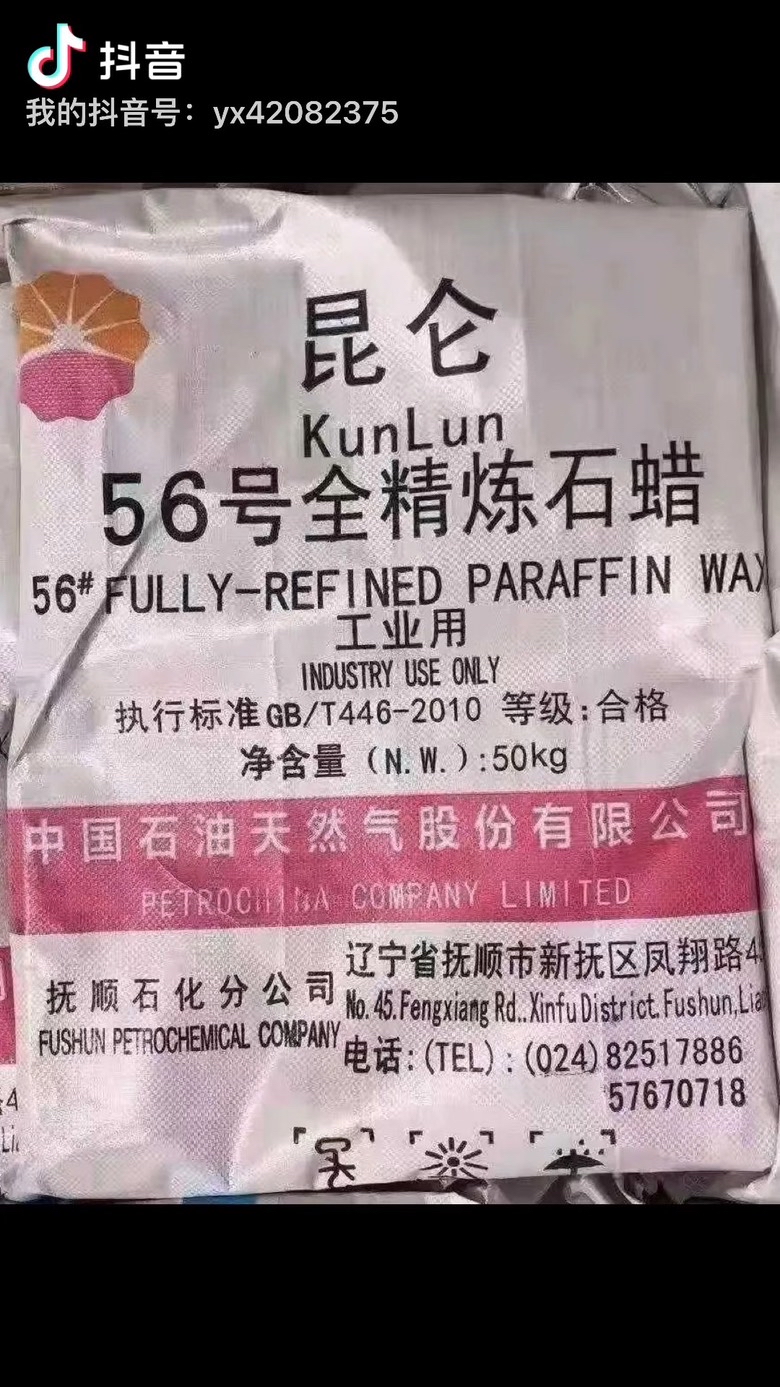 抖音
我的抖音号：yx42082375
昆仑
KunLun
56号全精炼石蜡
56# FULLY-REFINED PARAFFIN WAX
工业用
INDUSTRY USE ONLY
执行标准GB/T446-2010 等级:合格
净含量（N.W.）:50kg
中国石油天然气股份有限公司
PETROCHINA COMPANY LIMITED
抚顺石化分公司
FUSHUN PETROCHEMICAL COMPANY
辽宁省抚顺市新抚区凤翔路4
No.45.Fengxiang Rd..Xinfu District.Fushun,Lia
电话:(TEL):(024)82517886
57670718